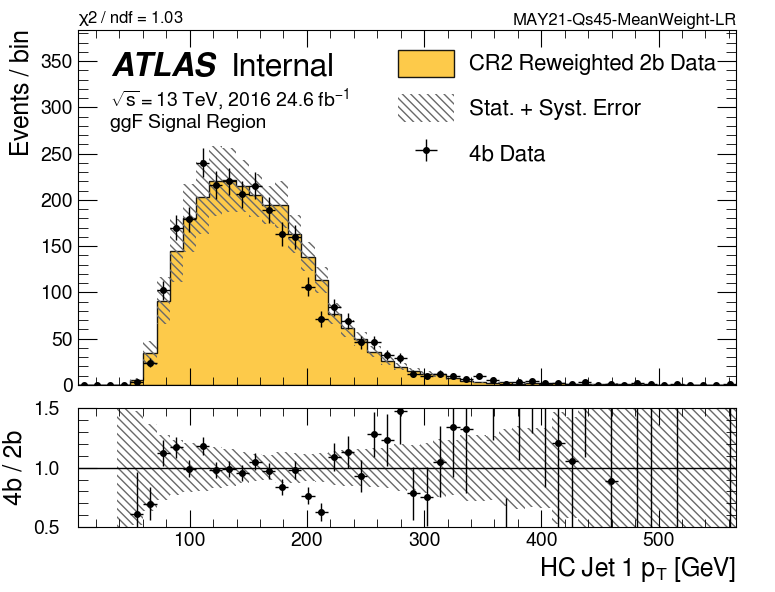 χ² / ndf = 1.03
MAY21-Qs45-MeanWeight-LR
ATLAS Internal
√s = 13 TeV, 2016 24.6 fb⁻¹
ggF Signal Region
CR2 Reweighted 2b Data
Stat. + Syst. Error
4b Data
Events / bin
350
300
250
200
150
100
50
0
4b / 2b
1.5
1.0
0.5
100 200 300 400 500
HC Jet 1 p_T [GeV]